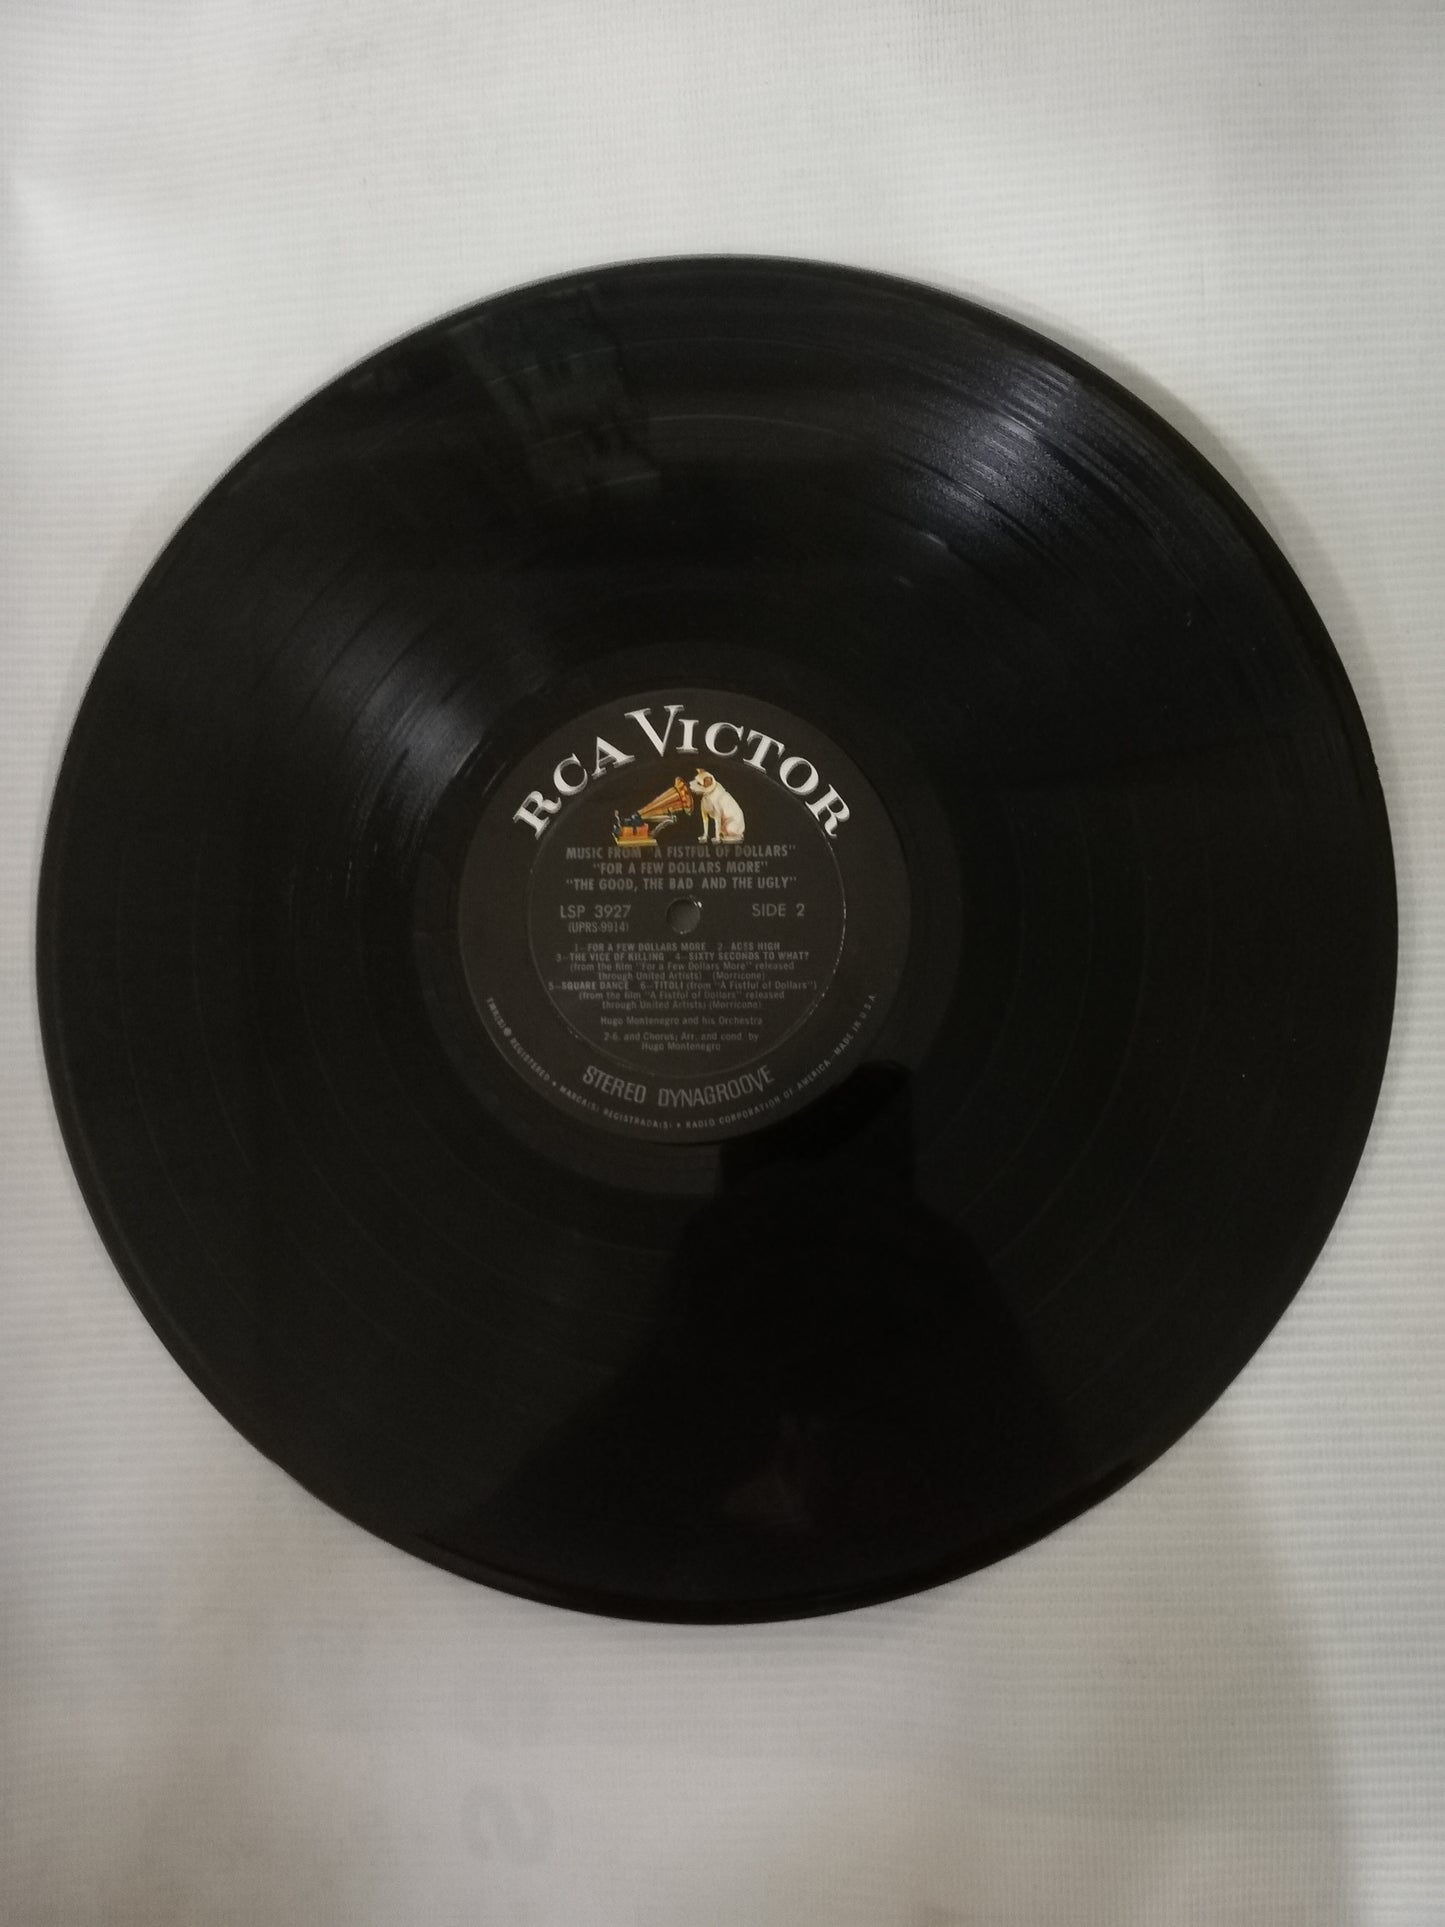 RCA VICTOR
MUSIC FROM "A FISTFUL OF DOLLARS"
"FOR A FEW DOLLARS MORE"
"THE GOOD, THE BAD AND THE UGLY"
LSP 3927 SIDE 2
(UPRS-9914)
1-FOR A FEW DOLLARS MORE 2-ACES HIGH
3-THE VICE OF KILLING 4-SIXTY SECONDS TO WHAT?
(from the film "For a Few Dollars More" released
through United Artists) (Morricone)
5-SQUARE DANCE 6-TITOLI (from "A Fistful of Dollars")
(from the film "A Fistful of Dollars" released
through United Artists) (Morricone)
Hugo Montenegro and his Orchestra
2-6, and Chorus; Arr. and cond. by
Hugo Montenegro
STEREO DYNAGROOVE
TMK(S) ® REGISTERED • MARCA(S) REGISTRADA(S) • RADIO CORPORATION OF AMERICA - MADE IN U.S.A.